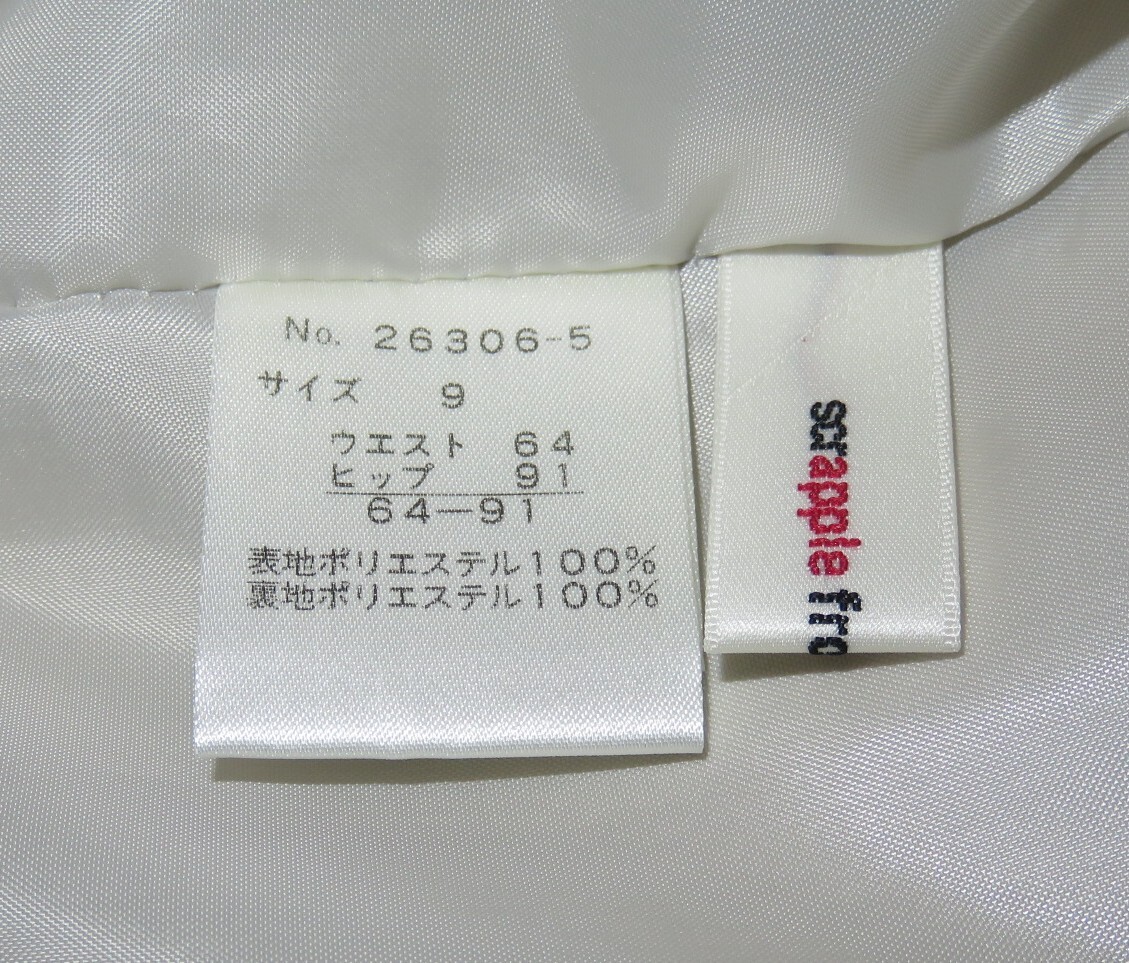 No. 26306-5
サイズ 9
ウエスト 64
ヒップ 91
64—91
表地ポリエステル100%
裏地ポリエステル100%
scrapple fro